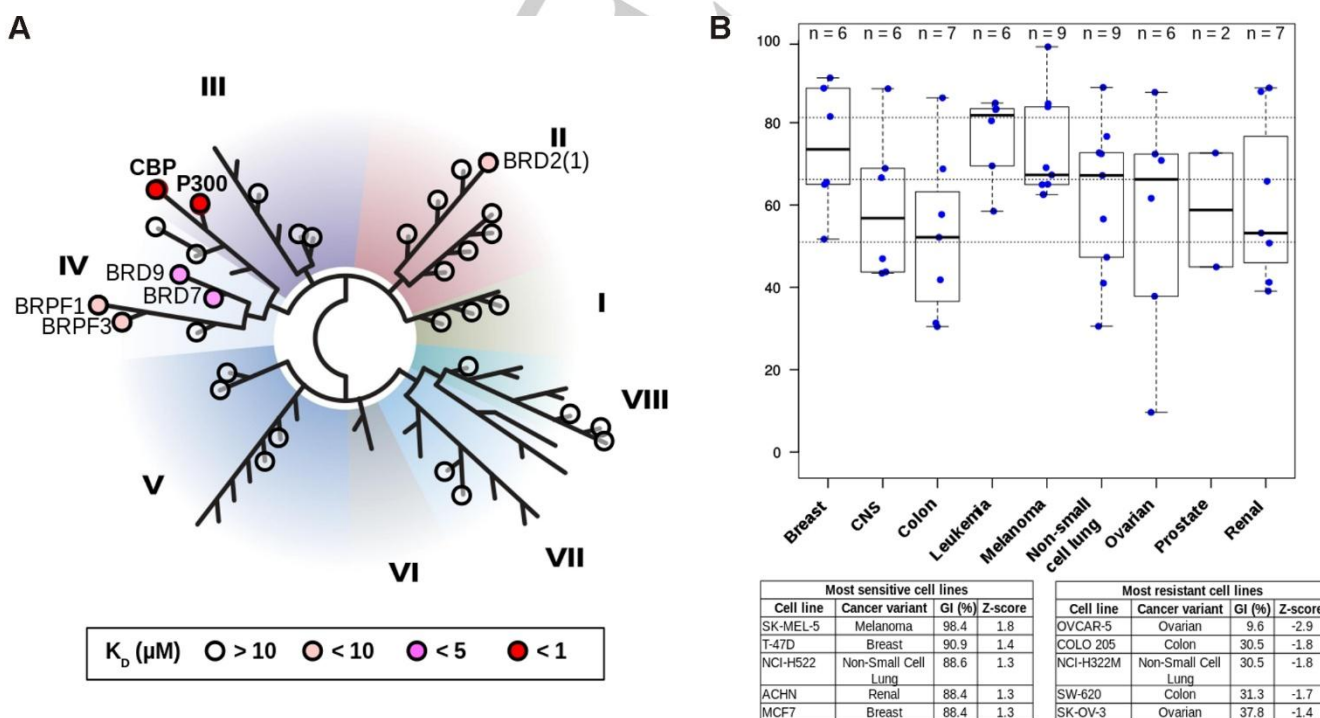 A
III
II
CBP
P300
BRD2(1)
IV
BRD9
BRD7
BRPF1
BRPF3
I
VIII
V
VII
VI
K_D (µM) > 10 < 10 < 5 < 1
B
n = 6 n = 6 n = 7 n = 6 n = 9 n = 9 n = 6 n = 2 n = 7
100
80
60
40
20
0
Breast
CNS
Colon
Leukemia
Melanoma
Non-small
cell lung
Ovarian
Prostate
Renal
Most sensitive cell lines
Cell line Cancer variant GI (%) Z-score
SK-MEL-5 Melanoma 98.4 1.8
T-47D Breast 90.9 1.4
NCI-H522 Non-Small Cell 88.6 1.3
Lung
ACHN Renal 88.4 1.3
MCF7 Breast 88.4 1.3
Most resistant cell lines
Cell line Cancer variant GI (%) Z-score
OVCAR-5 Ovarian 9.6 -2.9
COLO 205 Colon 30.5 -1.8
NCI-H322M Non-Small Cell 30.5 -1.8
Lung
SW-620 Colon 31.3 -1.7
SK-OV-3 Ovarian 37.8 -1.4